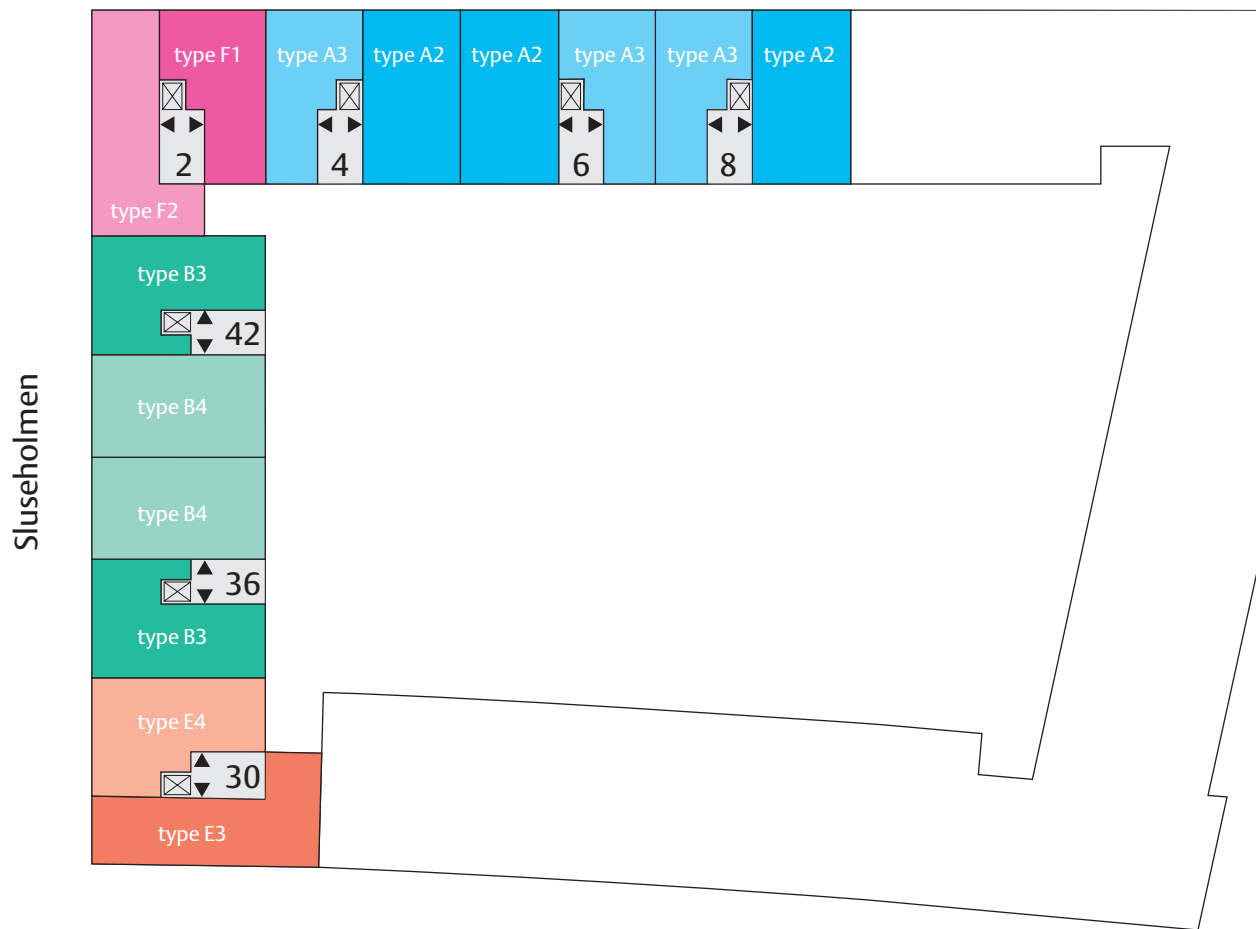 type F1
type A3
type A2
type A2
type A3
type A3
type A2
2
4
6
8
type F2
type B3
42
type B4
Sluseholmen
type B4
36
type B3
type E4
30
type E3